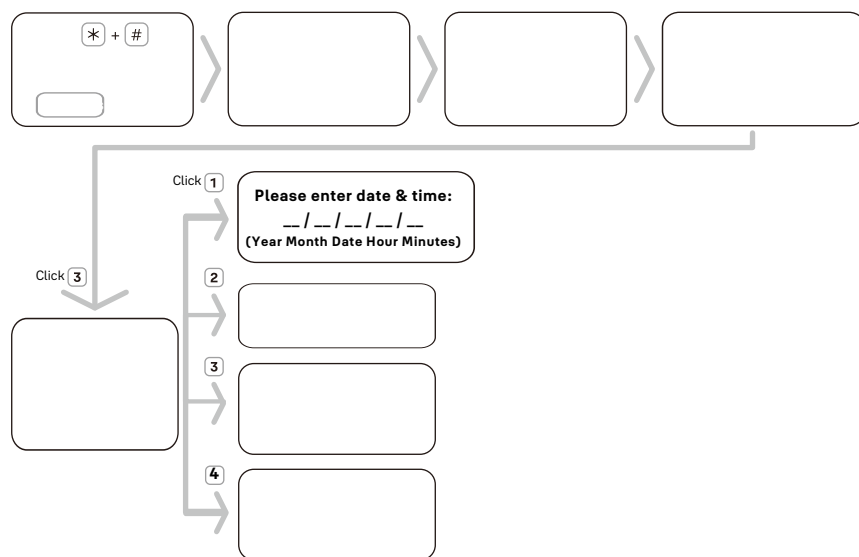 * + #
Click 1
Please enter date & time:
__ / __ / __ / __ / __
(Year Month Date Hour Minutes)
Click 3
2
3
4